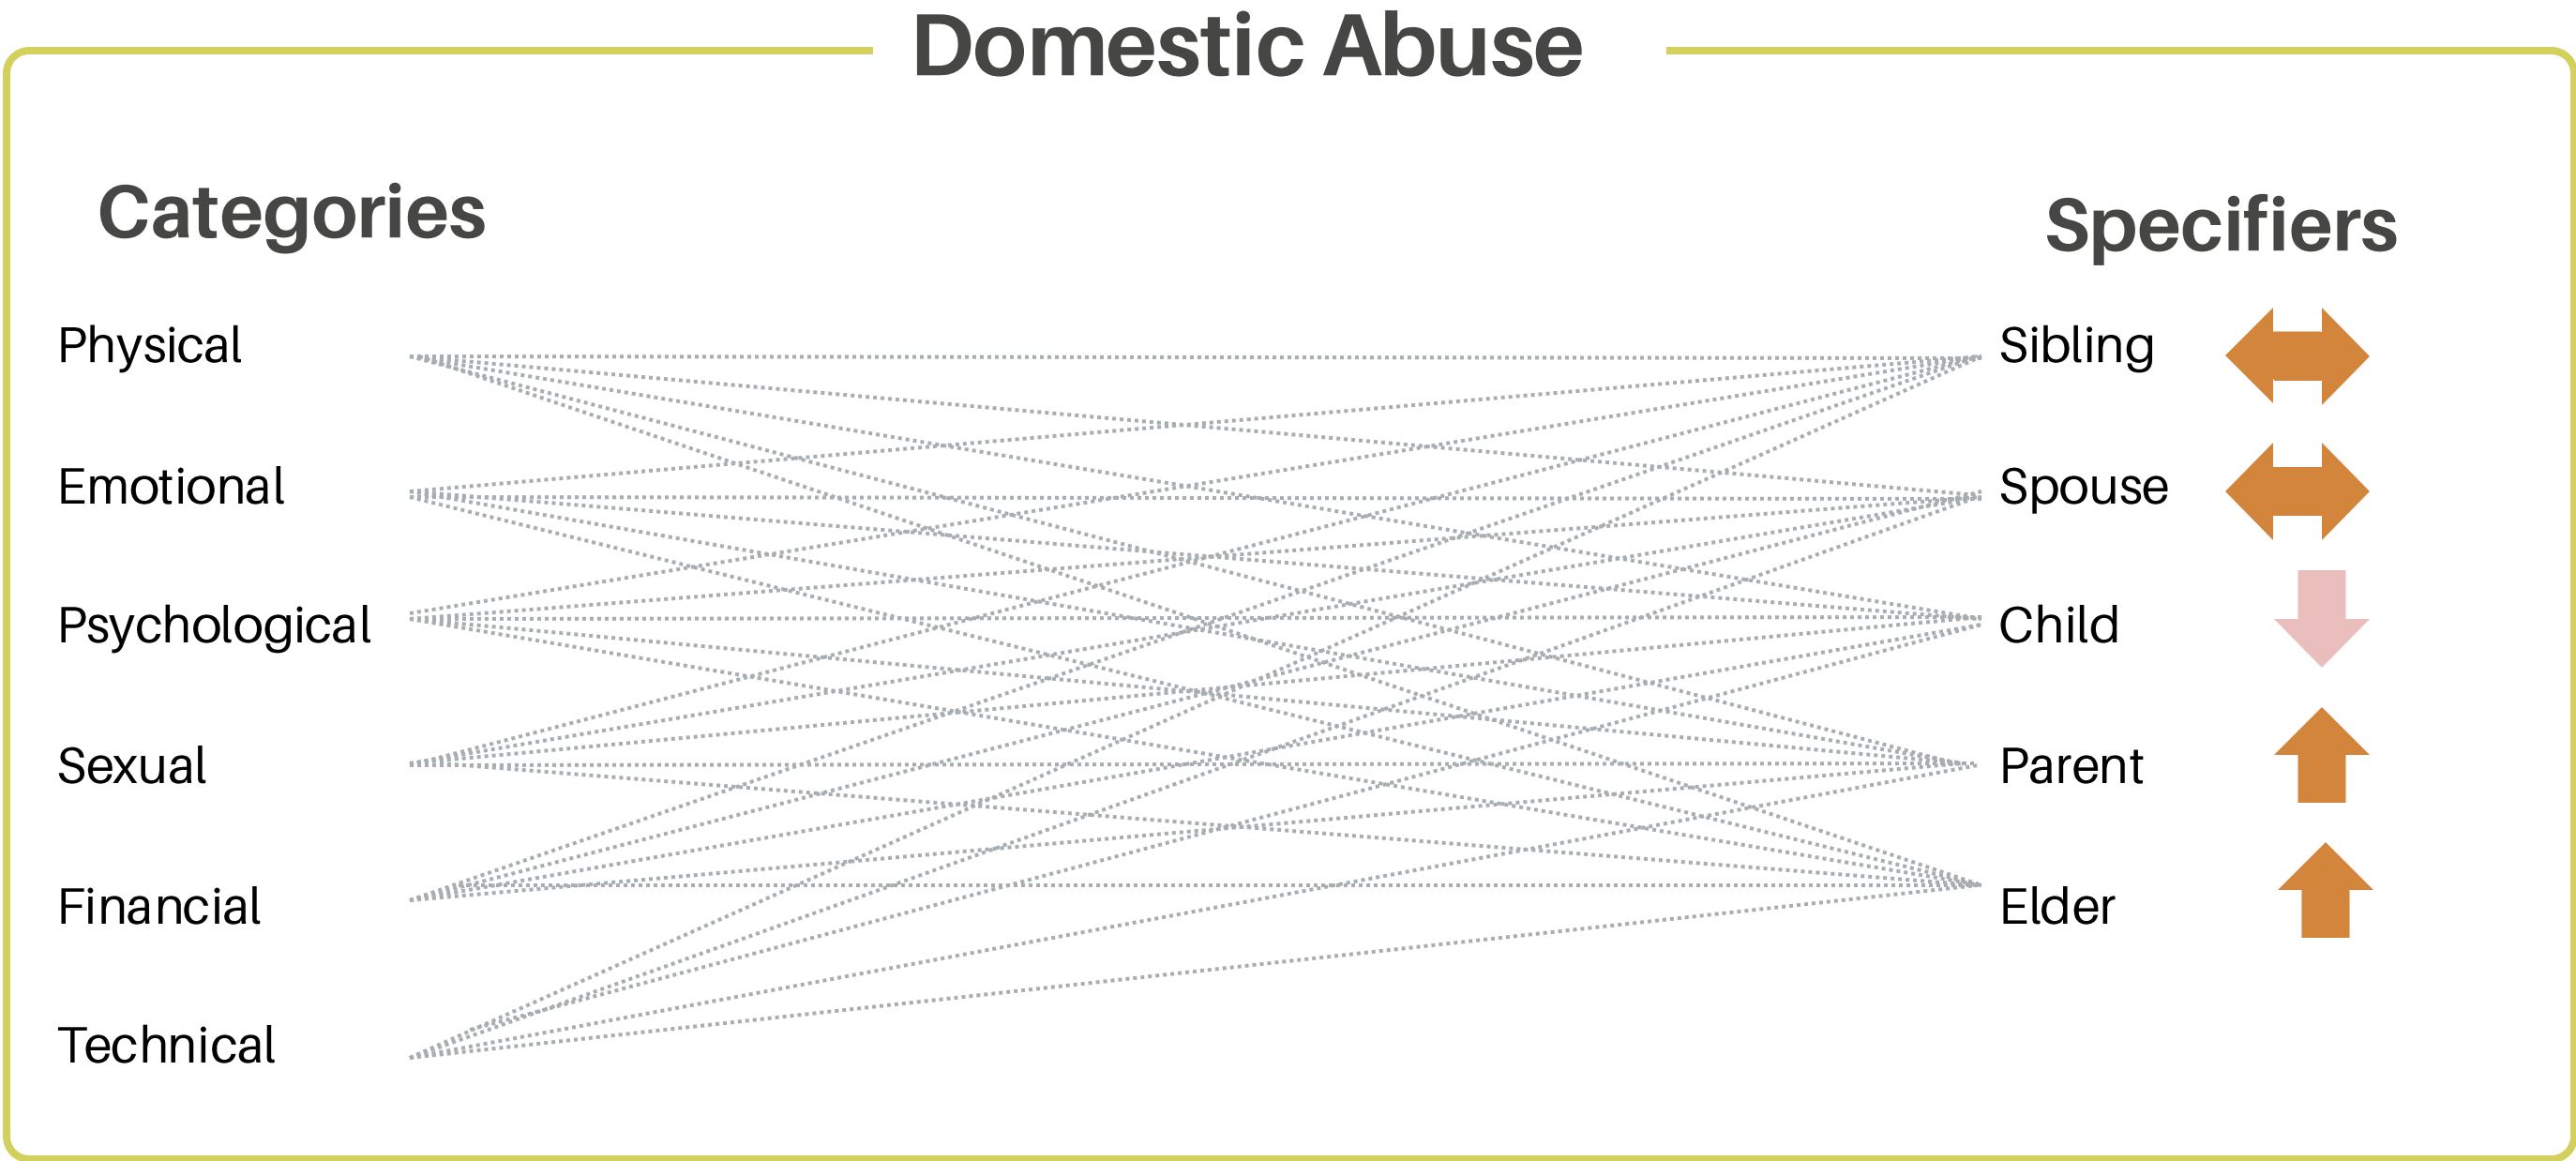 Domestic Abuse
Categories
Specifiers
Physical
Emotional
Psychological
Sexual
Financial
Technical
Sibling
Spouse
Child
Parent
Elder